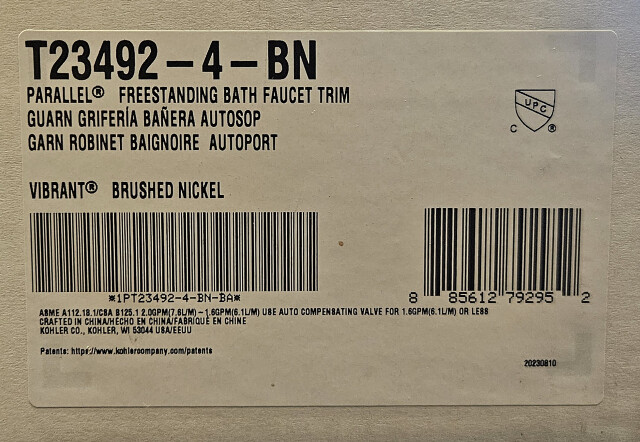 T23492-4-BN
PARALLEL® FREESTANDING BATH FAUCET TRIM
GUARN GRIFERÍA BAÑERA AUTOSOP
GARN ROBINET BAIGNOIRE AUTOPORT
UPC
C ®
VIBRANT® BRUSHED NICKEL
*1PT23492-4-BN-BA*
8 85612 79295 2
ASME A112.18.1/CSA B125.1 2.0GPM(7.6L/M) - 1.6GPM(6.1L/M) USE AUTO COMPENSATING VALVE FOR 1.6GPM(6.1L/M) OR LESS
CRAFTED IN CHINA/HECHO EN CHINA/FABRIQUÉ EN CHINE
KOHLER CO., KOHLER, WI 53044 USA/EEUU
Patents: https://www.kohlercompany.com/patents
20230810